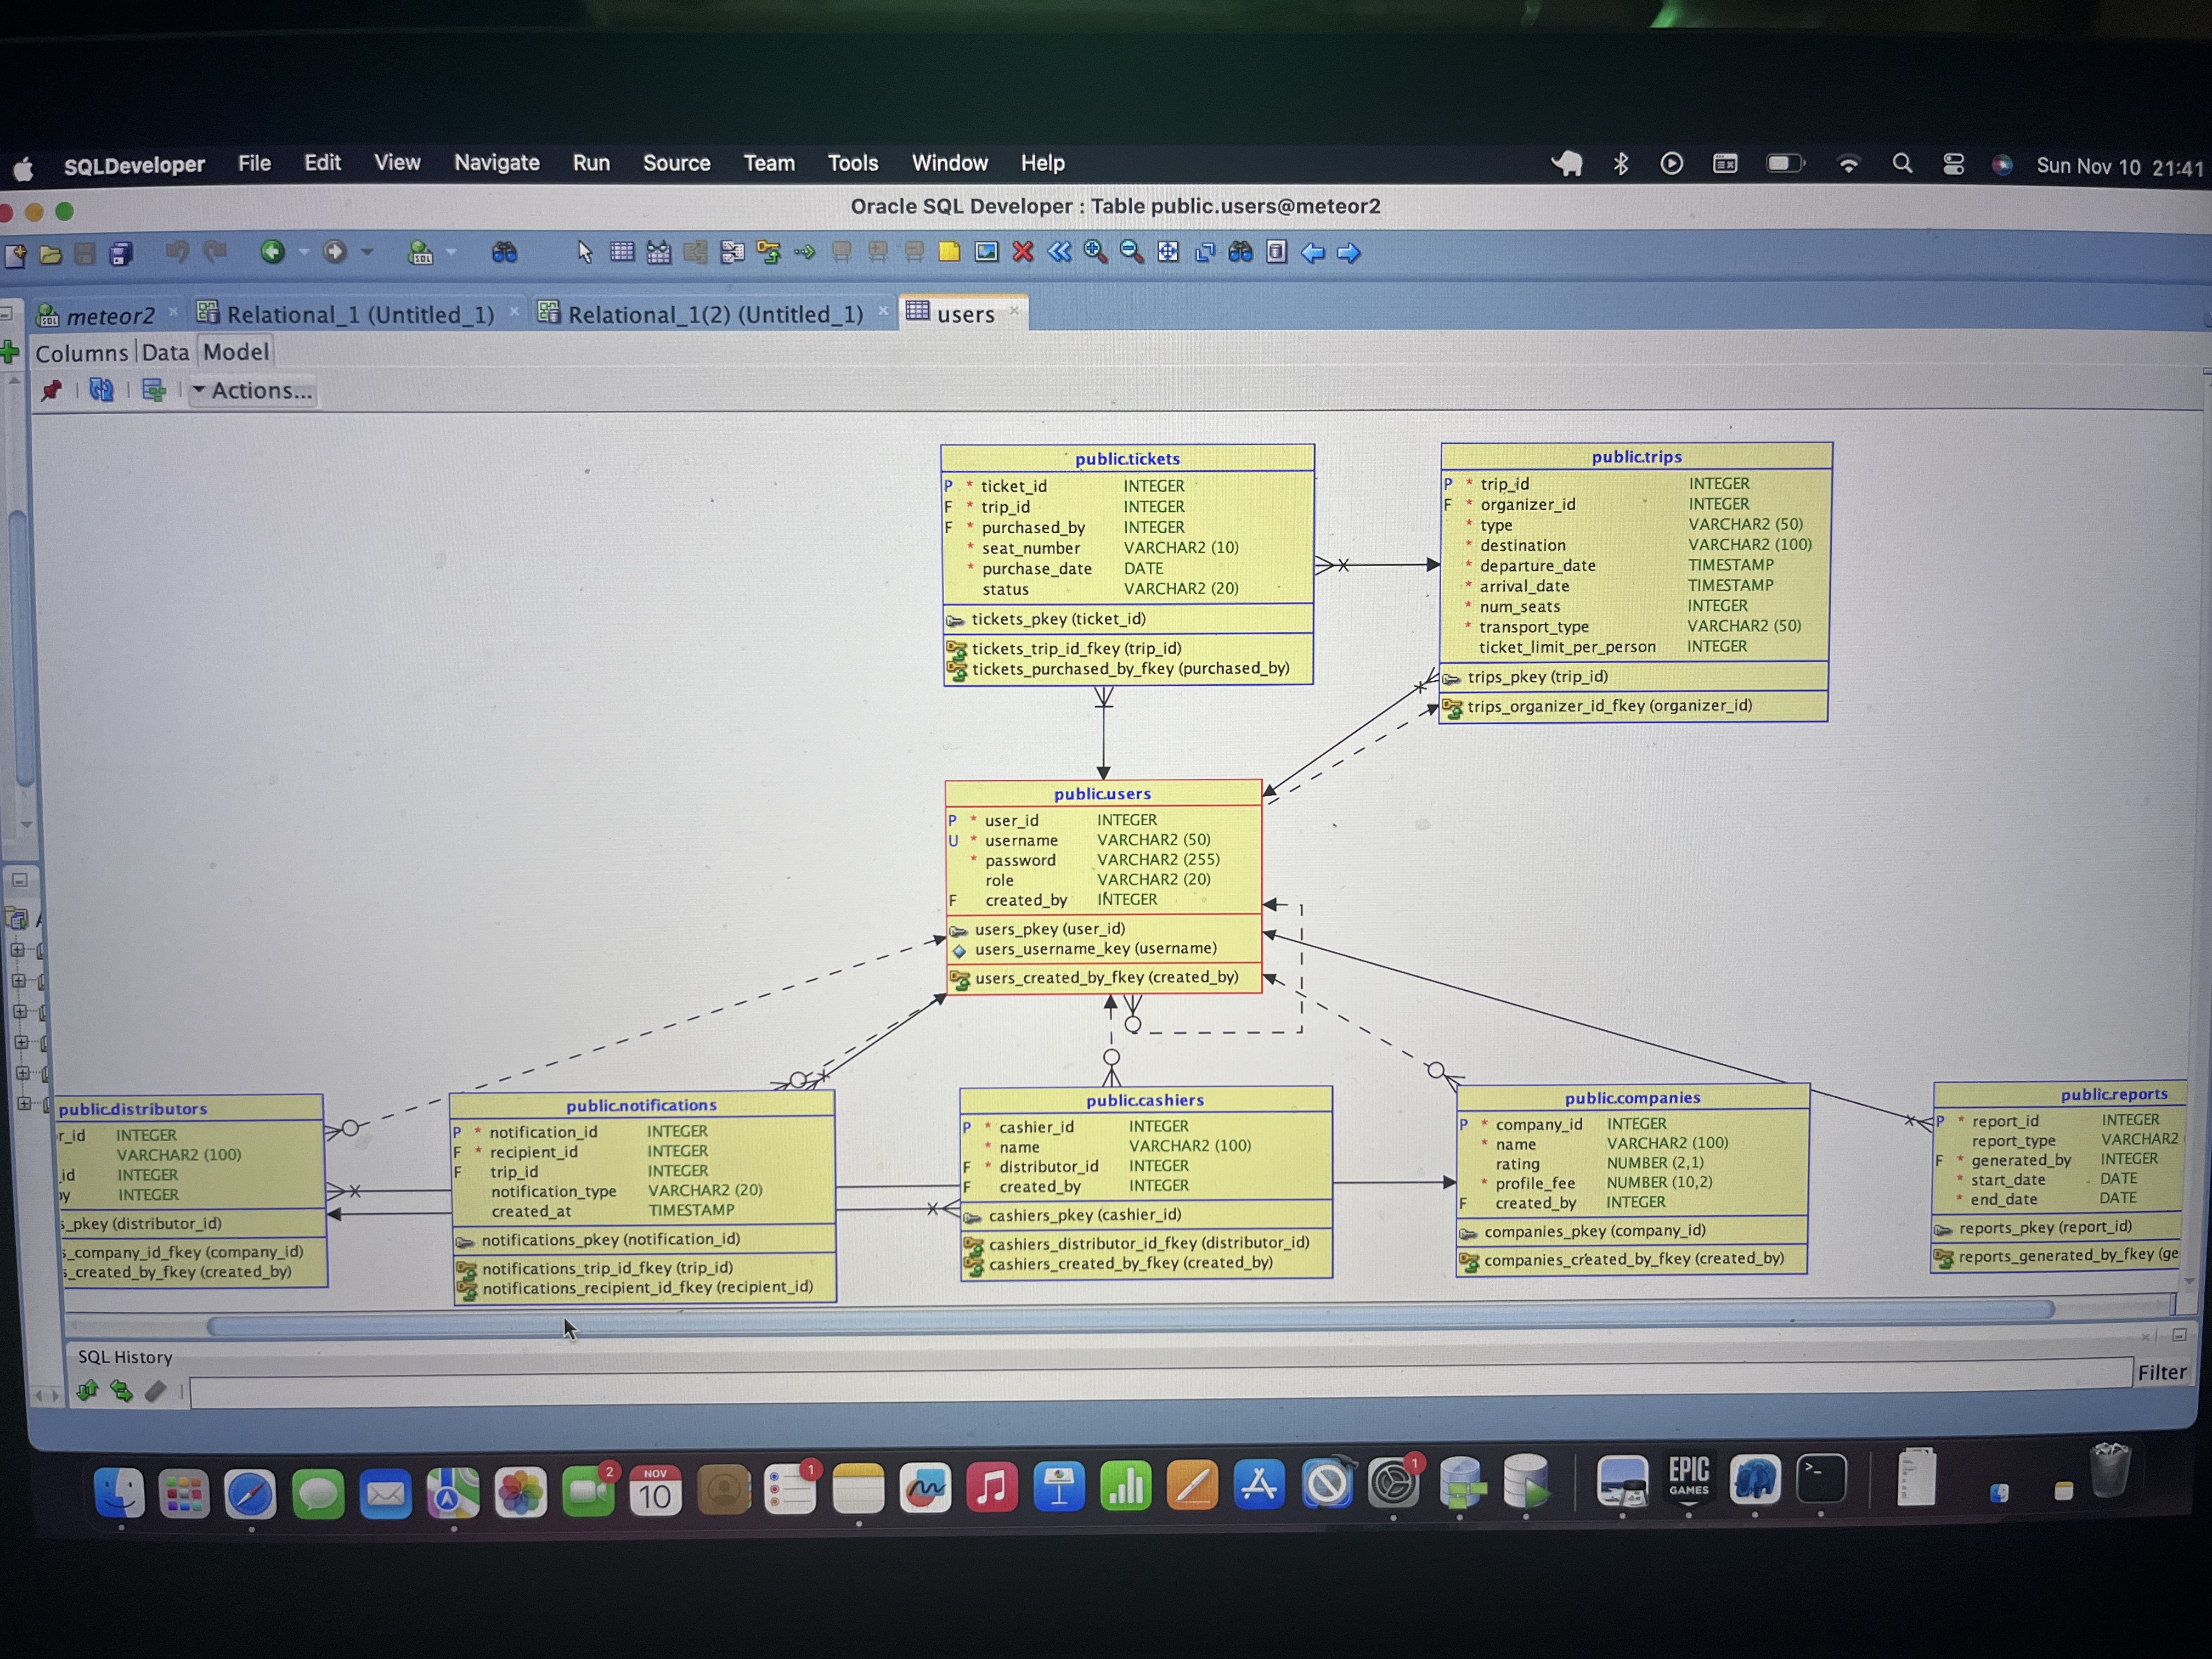 SQLDeveloper File Edit View Navigate Run Source Team Tools Window Help Sun Nov 10 21:41
Oracle SQL Developer : Table public.users@meteor2
meteor2 Relational_1 (Untitled_1) Relational_1(2) (Untitled_1) users
Columns Data Model
Actions...
public.tickets
P * ticket_id INTEGER
F * trip_id INTEGER
F * purchased_by INTEGER
* seat_number VARCHAR2 (10)
* purchase_date DATE
status VARCHAR2 (20)
tickets_pkey (ticket_id)
tickets_trip_id_fkey (trip_id)
tickets_purchased_by_fkey (purchased_by)
public.trips
P * trip_id INTEGER
F * organizer_id INTEGER
* type VARCHAR2 (50)
* destination VARCHAR2 (100)
* departure_date TIMESTAMP
* arrival_date TIMESTAMP
* num_seats INTEGER
* transport_type VARCHAR2 (50)
ticket_limit_per_person INTEGER
trips_pkey (trip_id)
trips_organizer_id_fkey (organizer_id)
public.users
P * user_id INTEGER
U * username VARCHAR2 (50)
* password VARCHAR2 (255)
role VARCHAR2 (20)
F created_by INTEGER
users_pkey (user_id)
users_username_key (username)
users_created_by_fkey (created_by)
public.distributors
r_id INTEGER
VARCHAR2 (100)
_id INTEGER
by INTEGER
s_pkey (distributor_id)
s_company_id_fkey (company_id)
s_created_by_fkey (created_by)
public.notifications
P * notification_id INTEGER
F * recipient_id INTEGER
F trip_id INTEGER
notification_type VARCHAR2 (20)
created_at TIMESTAMP
notifications_pkey (notification_id)
notifications_trip_id_fkey (trip_id)
notifications_recipient_id_fkey (recipient_id)
public.cashiers
P * cashier_id INTEGER
* name VARCHAR2 (100)
F * distributor_id INTEGER
F created_by INTEGER
cashiers_pkey (cashier_id)
cashiers_distributor_id_fkey (distributor_id)
cashiers_created_by_fkey (created_by)
public.companies
P * company_id INTEGER
* name VARCHAR2 (100)
rating NUMBER (2,1)
* profile_fee NUMBER (10,2)
F created_by INTEGER
companies_pkey (company_id)
companies_created_by_fkey (created_by)
public.reports
P * report_id INTEGER
report_type VARCHAR2
F * generated_by INTEGER
* start_date DATE
* end_date DATE
reports_pkey (report_id)
reports_generated_by_fkey (ge
SQL History
Filter
2
NOV
10
1
1
EPIC
GAMES